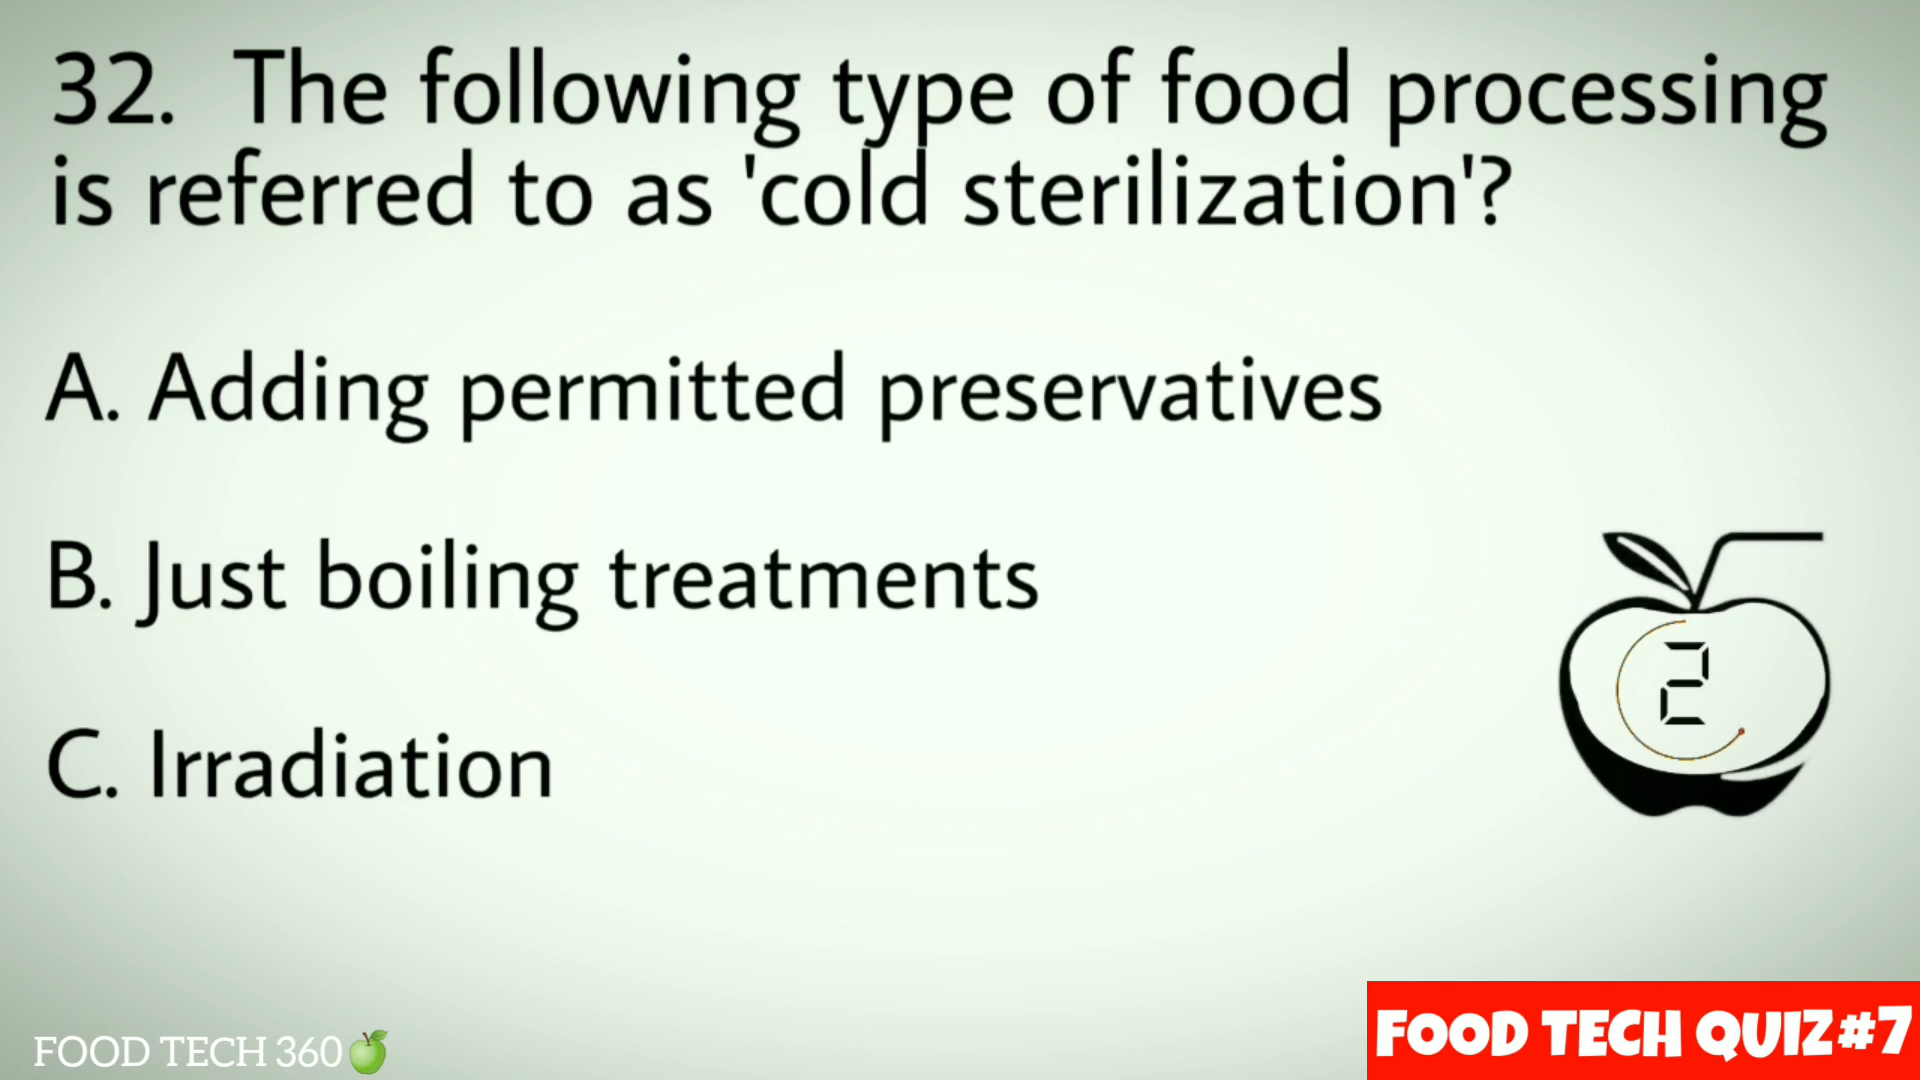 32. The following type of food processing
is referred to as 'cold sterilization'?
A. Adding permitted preservatives
B. Just boiling treatments
C. Irradiation
2
FOOD TECH 360
FOOD TECH QUIZ#7